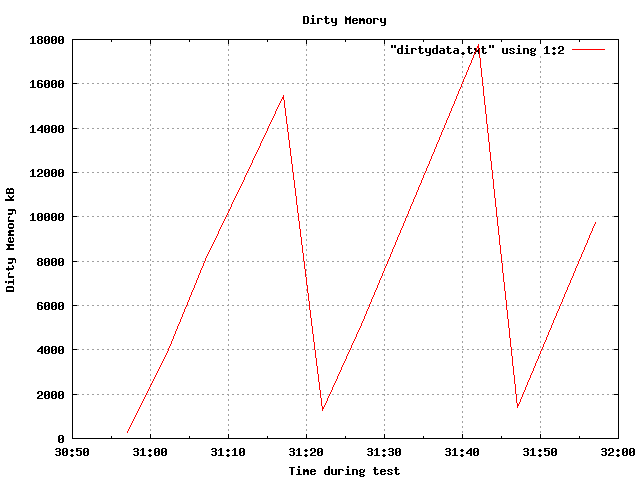 Dirty Memory
"dirtydata.txt" using 1:2
18000
16000
14000
12000
10000
8000
6000
4000
2000
0
Dirty Memory kB
30:50 31:00 31:10 31:20 31:30 31:40 31:50 32:00
Time during test